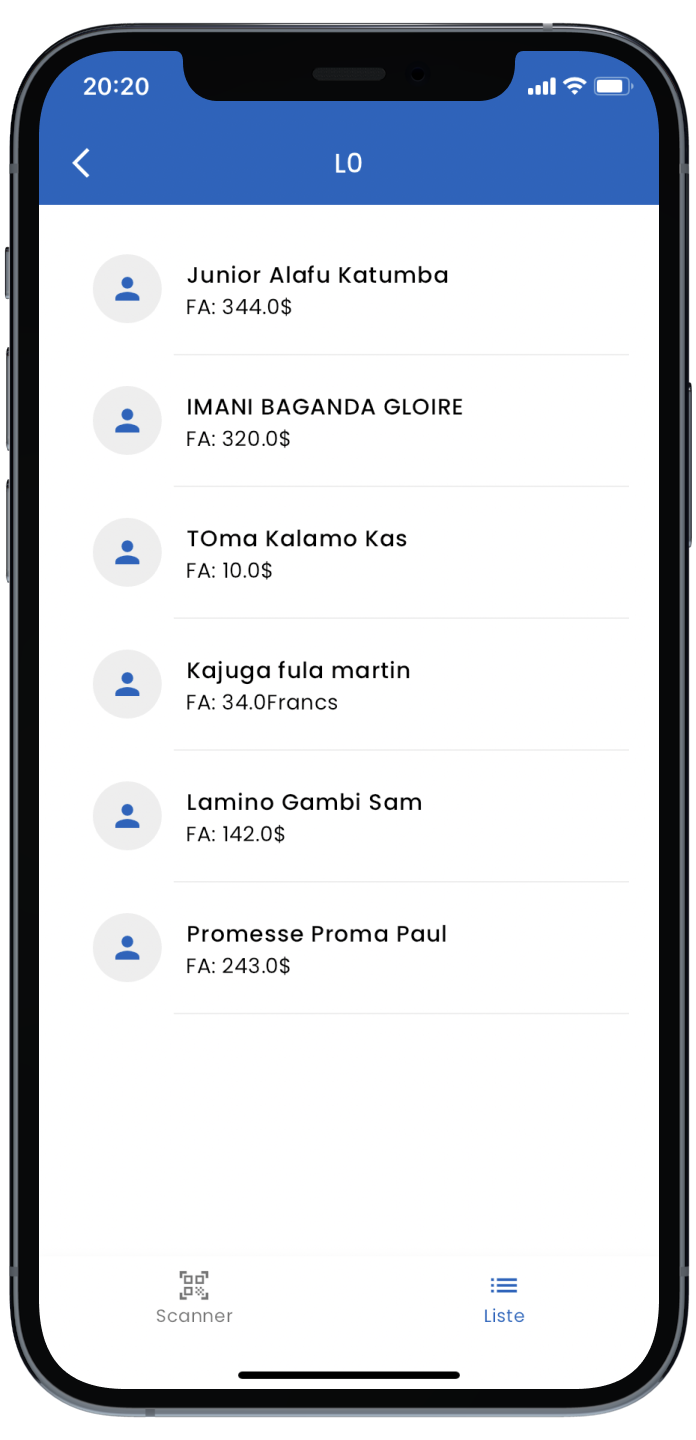 20:20
L0
Junior Alafu Katumba
FA: 344.0$
IMANI BAGANDA GLOIRE
FA: 320.0$
TOma Kalamo Kas
FA: 10.0$
Kajuga fula martin
FA: 34.0Francs
Lamino Gambi Sam
FA: 142.0$
Promesse Proma Paul
FA: 243.0$
Scanner
Liste